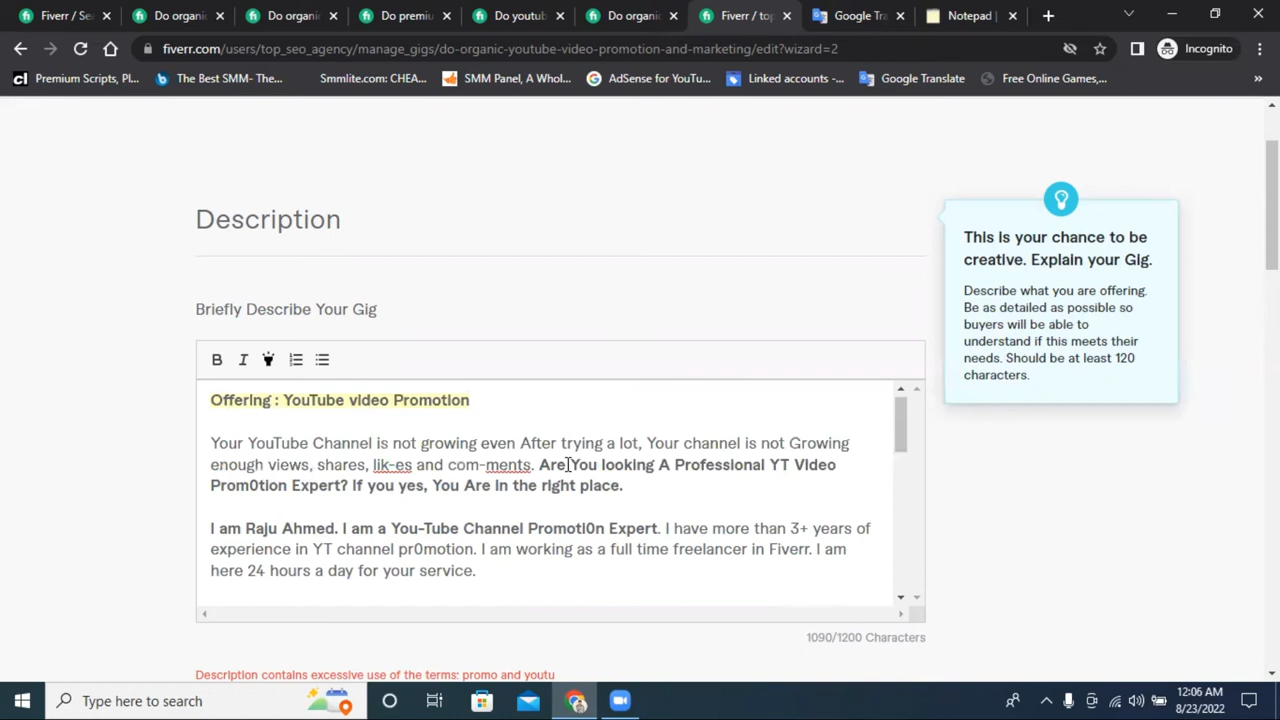 Fiverr / Se
Do organi
Do organi
Do premiu
Do youtub
Do organi
Fiverr / top
Google Tra
Notepad |
fiverr.com/users/top_seo_agency/manage_gigs/do-organic-youtube-video-promotion-and-marketing/edit?wizard=2
Incognito
Premium Scripts, Pl...
The Best SMM- The...
Smmlite.com: CHEA...
SMM Panel, A Whol...
AdSense for YouTu...
Linked accounts -...
Google Translate
Free Online Games,...
»
Description
Briefly Describe Your Gig
B I
Offering : YouTube video Promotion
Your YouTube Channel is not growing even After trying a lot, Your channel is not Growing
enough views, shares, lik-es and com-ments. Are You looking A Professional YT Video
Prom0tion Expert? If you yes, You Are in the right place.
I am Raju Ahmed. I am a You-Tube Channel Promoti0n Expert. I have more than 3+ years of
experience in YT channel pr0motion. I am working as a full time freelancer in Fiverr. I am
here 24 hours a day for your service.
1090/1200 Characters
Description contains excessive use of the terms: promo and youtu
This is your chance to be
creative. Explain your Gig.
Describe what you are offering.
Be as detailed as possible so
buyers will be able to
understand if this meets their
needs. Should be at least 120
characters.
Type here to search
12:06 AM
8/23/2022